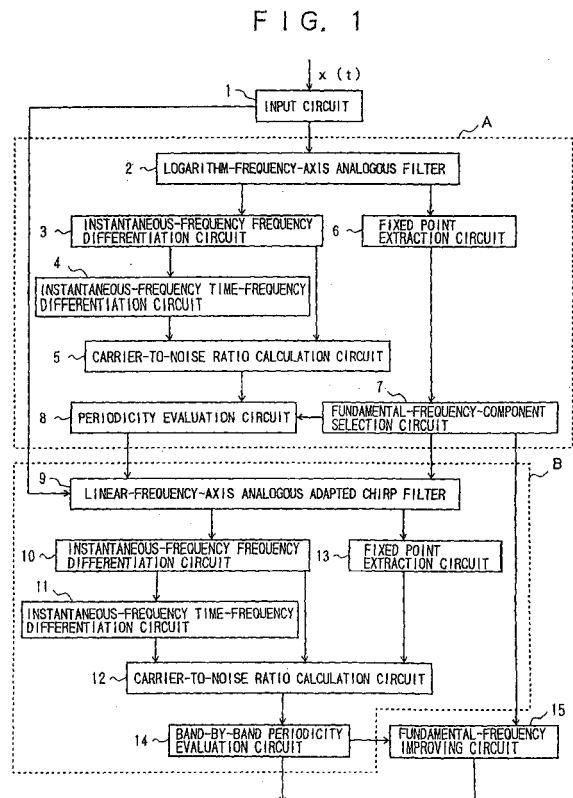 FIG. 1
x (t)
1
INPUT CIRCUIT
A
2
LOGARITHM-FREQUENCY-AXIS ANALOGOUS FILTER
3
INSTANTANEOUS-FREQUENCY FREQUENCY
DIFFERENTIATION CIRCUIT
6
FIXED POINT
EXTRACTION CIRCUIT
4
INSTANTANEOUS-FREQUENCY TIME-FREQUENCY
DIFFERENTIATION CIRCUIT
5
CARRIER-TO-NOISE RATIO CALCULATION CIRCUIT
7
8
PERIODICITY EVALUATION CIRCUIT
FUNDAMENTAL-FREQUENCY-COMPONENT
SELECTION CIRCUIT
B
9
LINEAR-FREQUENCY-AXIS ANALOGOUS ADAPTED CHIRP FILTER
10
INSTANTANEOUS-FREQUENCY FREQUENCY
DIFFERENTIATION CIRCUIT
13
FIXED POINT
EXTRACTION CIRCUIT
11
INSTANTANEOUS-FREQUENCY TIME-FREQUENCY
DIFFERENTIATION CIRCUIT
12
CARRIER-TO-NOISE RATIO CALCULATION CIRCUIT
15
14
BAND-BY-BAND PERIODICITY
EVALUATION CIRCUIT
FUNDAMENTAL-FREQUENCY
IMPROVING CIRCUIT